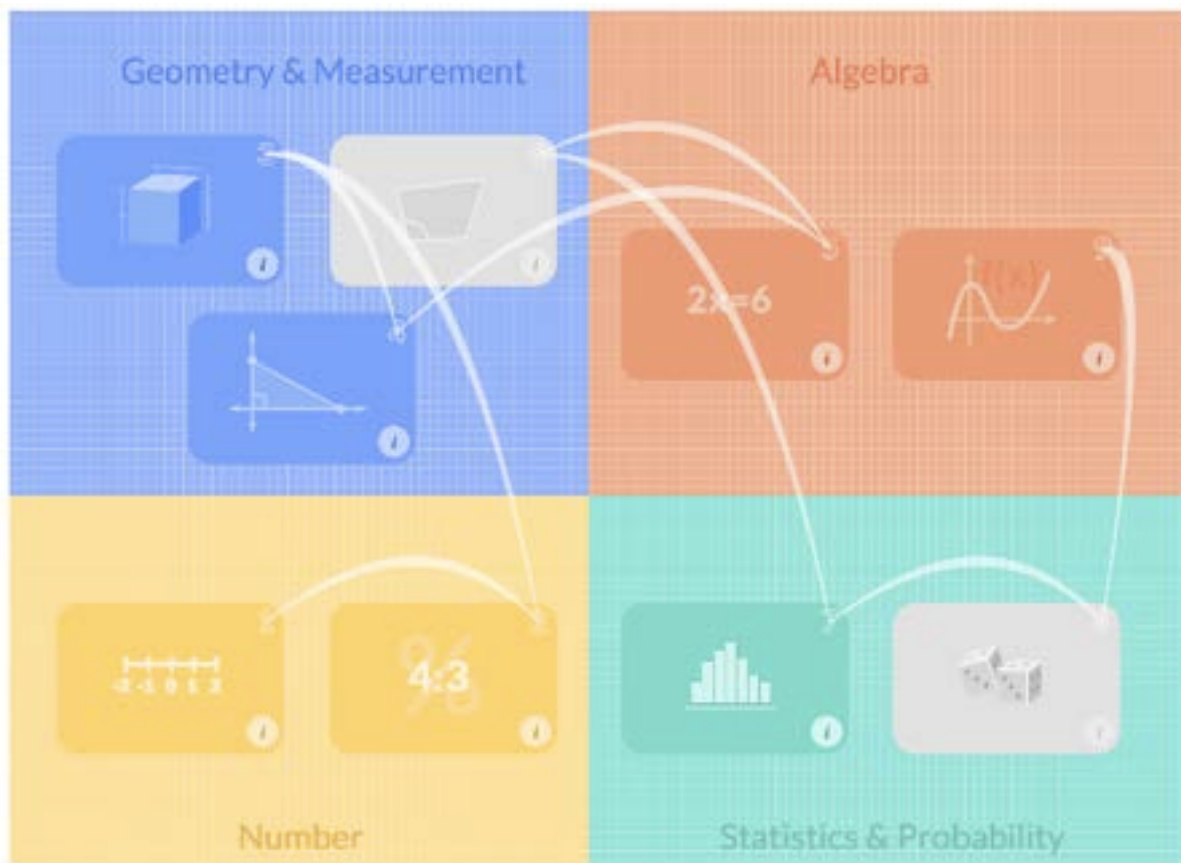 Geometry & Measurement
Algebra
i
i
2x=6
f(x)
i
i
i
-2 -1 0 1 2
%
4:3
i
i
i
i
Number
Statistics & Probability